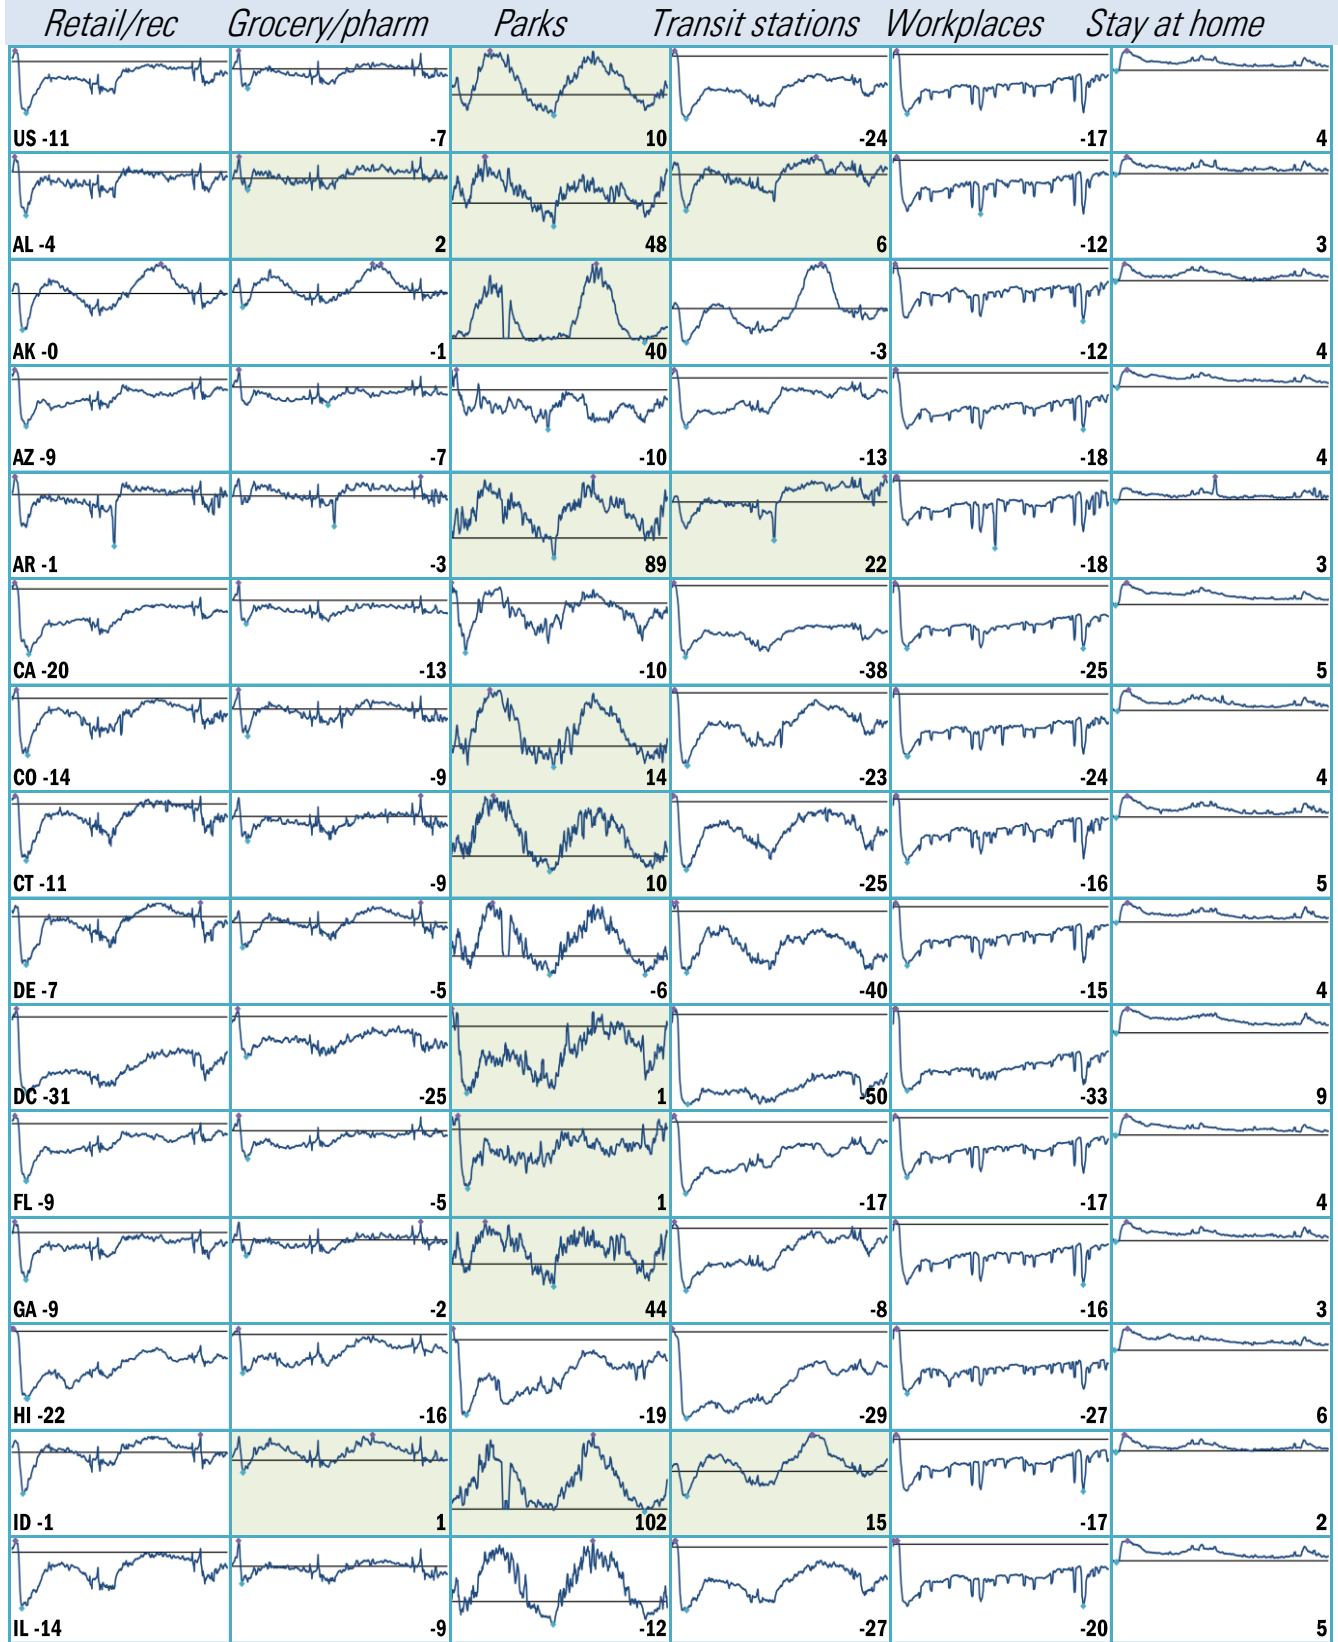 Retail/rec Grocery/pharm Parks Transit stations Workplaces Stay at home
US -11 -7 10 -24 -17 4
AL -4 2 48 6 -12 3
AK -0 -1 40 -3 -12 4
AZ -9 -7 -10 -13 -18 4
AR -1 -3 89 22 -18 3
CA -20 -13 -10 -38 -25 5
CO -14 -9 14 -23 -24 4
CT -11 -9 10 -25 -16 5
DE -7 -5 -6 -40 -15 4
DC -31 -25 1 -50 -33 9
FL -9 -5 1 -17 -17 4
GA -9 -2 44 -8 -16 3
HI -22 -16 -19 -29 -27 6
ID -1 1 102 15 -17 2
IL -14 -9 -12 -27 -20 5